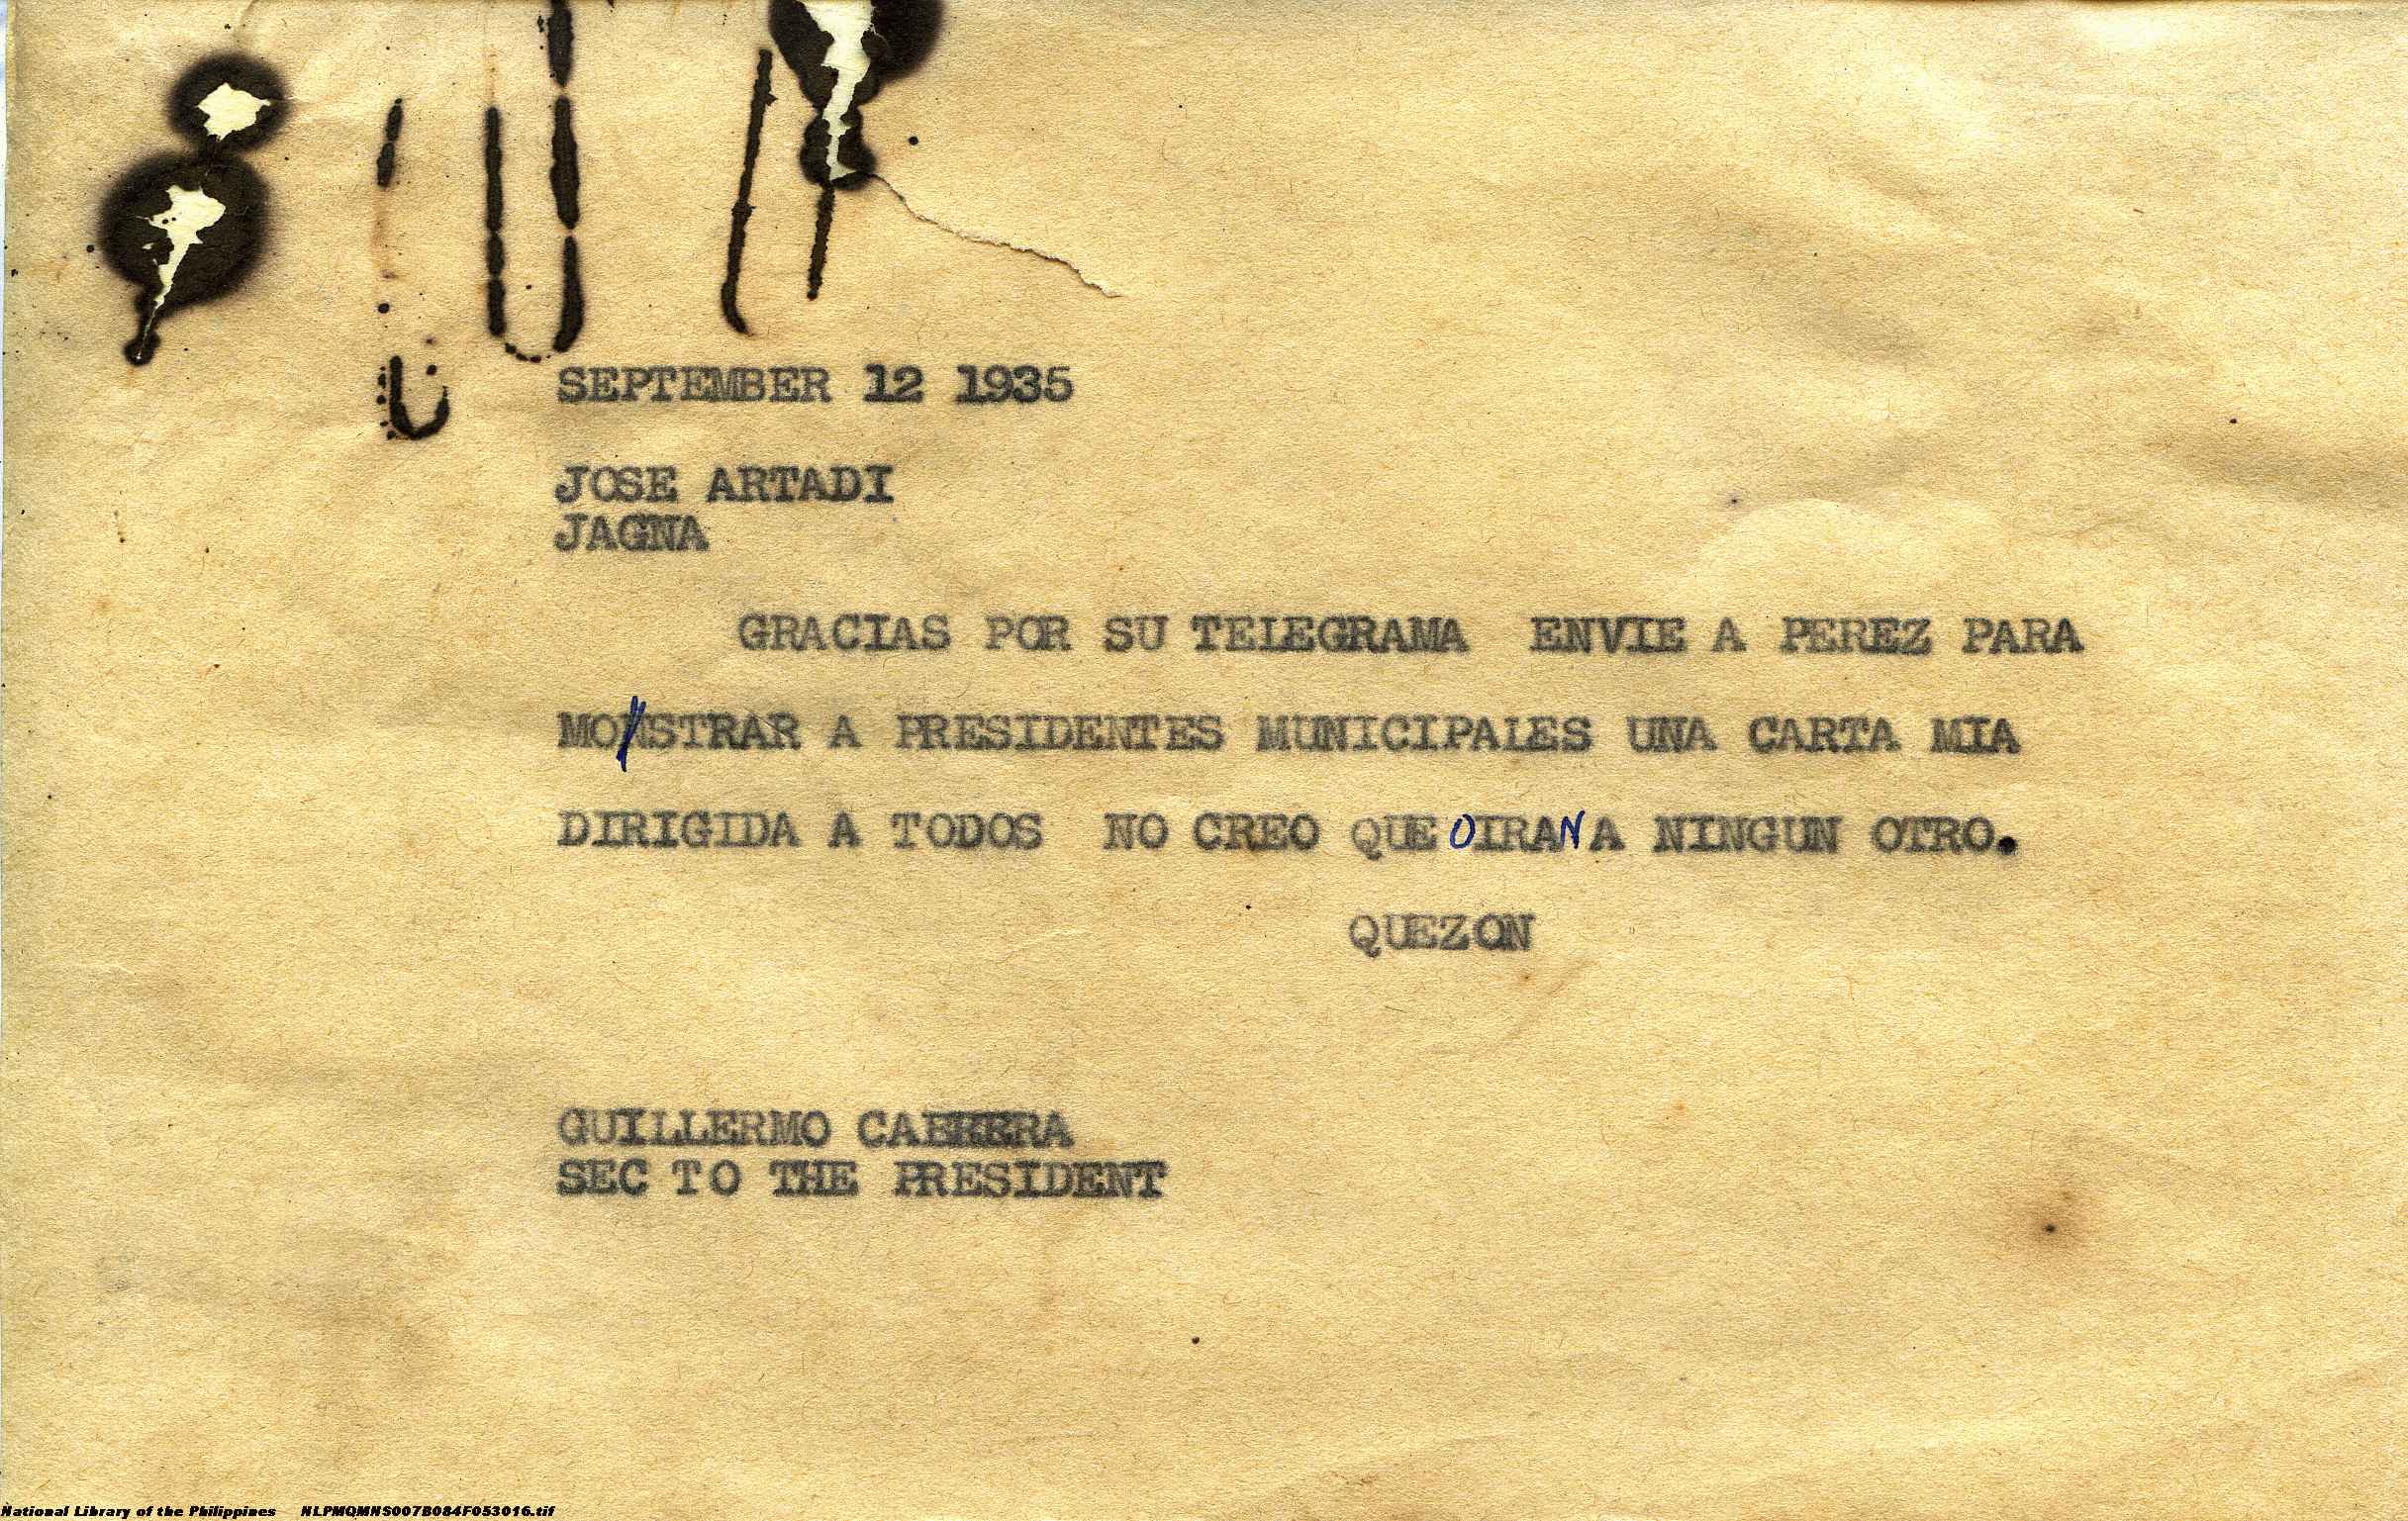 SEPTEMBER 12 1935
JOSE ARTADI
JAGNA
GRACIAS POR SU TELEGRAMA ENVIE A PEREZ PARA
MOSTRAR A PRESIDENTES MUNICIPALES UNA CARTA MIA
DIRIGIDA A TODOS NO CREO QUE OIRAN A NINGUN OTRO.
QUEZON
GUILLERMO CABRERA
SEC TO THE PRESIDENT
National Library of the Philippines NLPMQMNS007B084F053016.tif